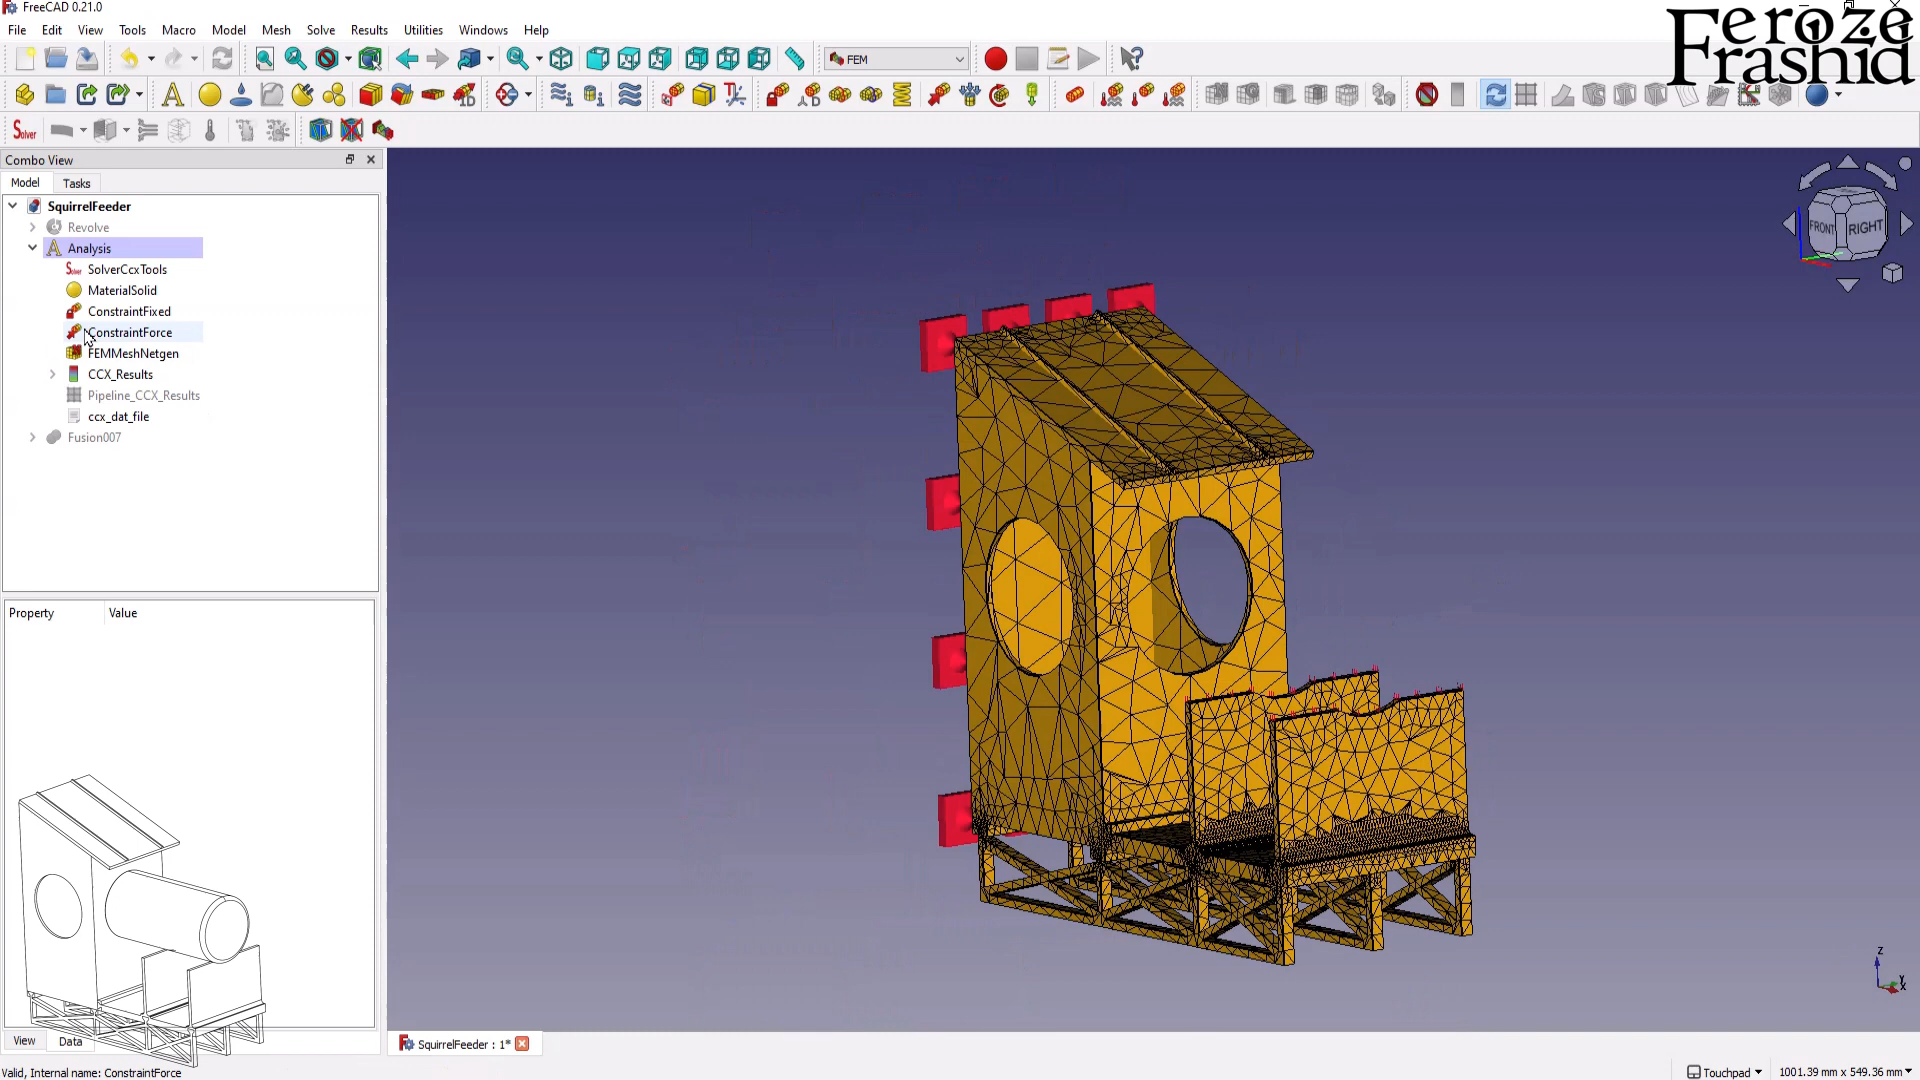 FreeCAD 0.21.0
Feroze
Frashid
File Edit View Tools Macro Model Mesh Solve Results Utilities Windows Help
FEM
Solver
Combo View
Model Tasks
SquirrelFeeder
Revolve
Analysis
SolverCcxTools
MaterialSolid
ConstraintFixed
ConstraintForce
FEMMeshNetgen
CCX_Results
Pipeline_CCX_Results
ccx_dat_file
Fusion007
FRONT RIGHT
Property Value
Z
Y
X
View Data
SquirrelFeeder : 1*
Valid, Internal name: ConstraintForce
Touchpad
1001.39 mm x 549.36 mm